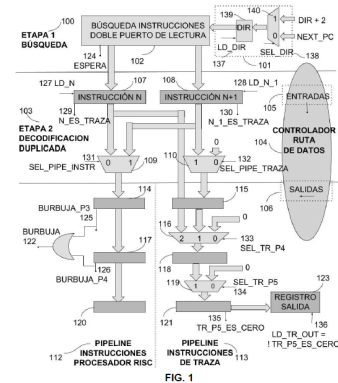 100
ETAPA 1
BÚSQUEDA
BÚSQUEDA INSTRUCCIONES
DOBLE PUERTO DE LECTURA
139
140
DIR
1
0
DIR + 2
NEXT_PC
LD_DIR
SEL_DIR
124
ESPERA
102
137
101
138
127 LD_N
107
108
128 LD_N_1
INSTRUCCIÓN N
INSTRUCCIÓN N+1
105
ENTRADAS
129
N_ES_TRAZA
130
N_1_ES_TRAZA
103
ETAPA 2
DECODIFICACION
DUPLICADA
104
CONTROLADOR
RUTA
DE DATOS
0
131
0
1
109
110
1
0
132
SEL_PIPE_INSTR
SEL_PIPE_TRAZA
SALIDAS
106
114
115
BURBUJA_P3
125
0
BURBUJA
122
116
2
1
0
133
SEL_TR_P4
117
118
0
126
BURBUJA_P4
119
1
0
SEL_TR_P5
134
123
REGISTRO
SALIDA
120
121
135
TR_P5_ES_CERO
136
LD_TR_OUT =
! TR_P5_ES_CERO
PIPELINE
112 INSTRUCCIONES
PROCESADOR RISC
PIPELINE
INSTRUCCIONES
DE TRAZA
113
FIG. 1